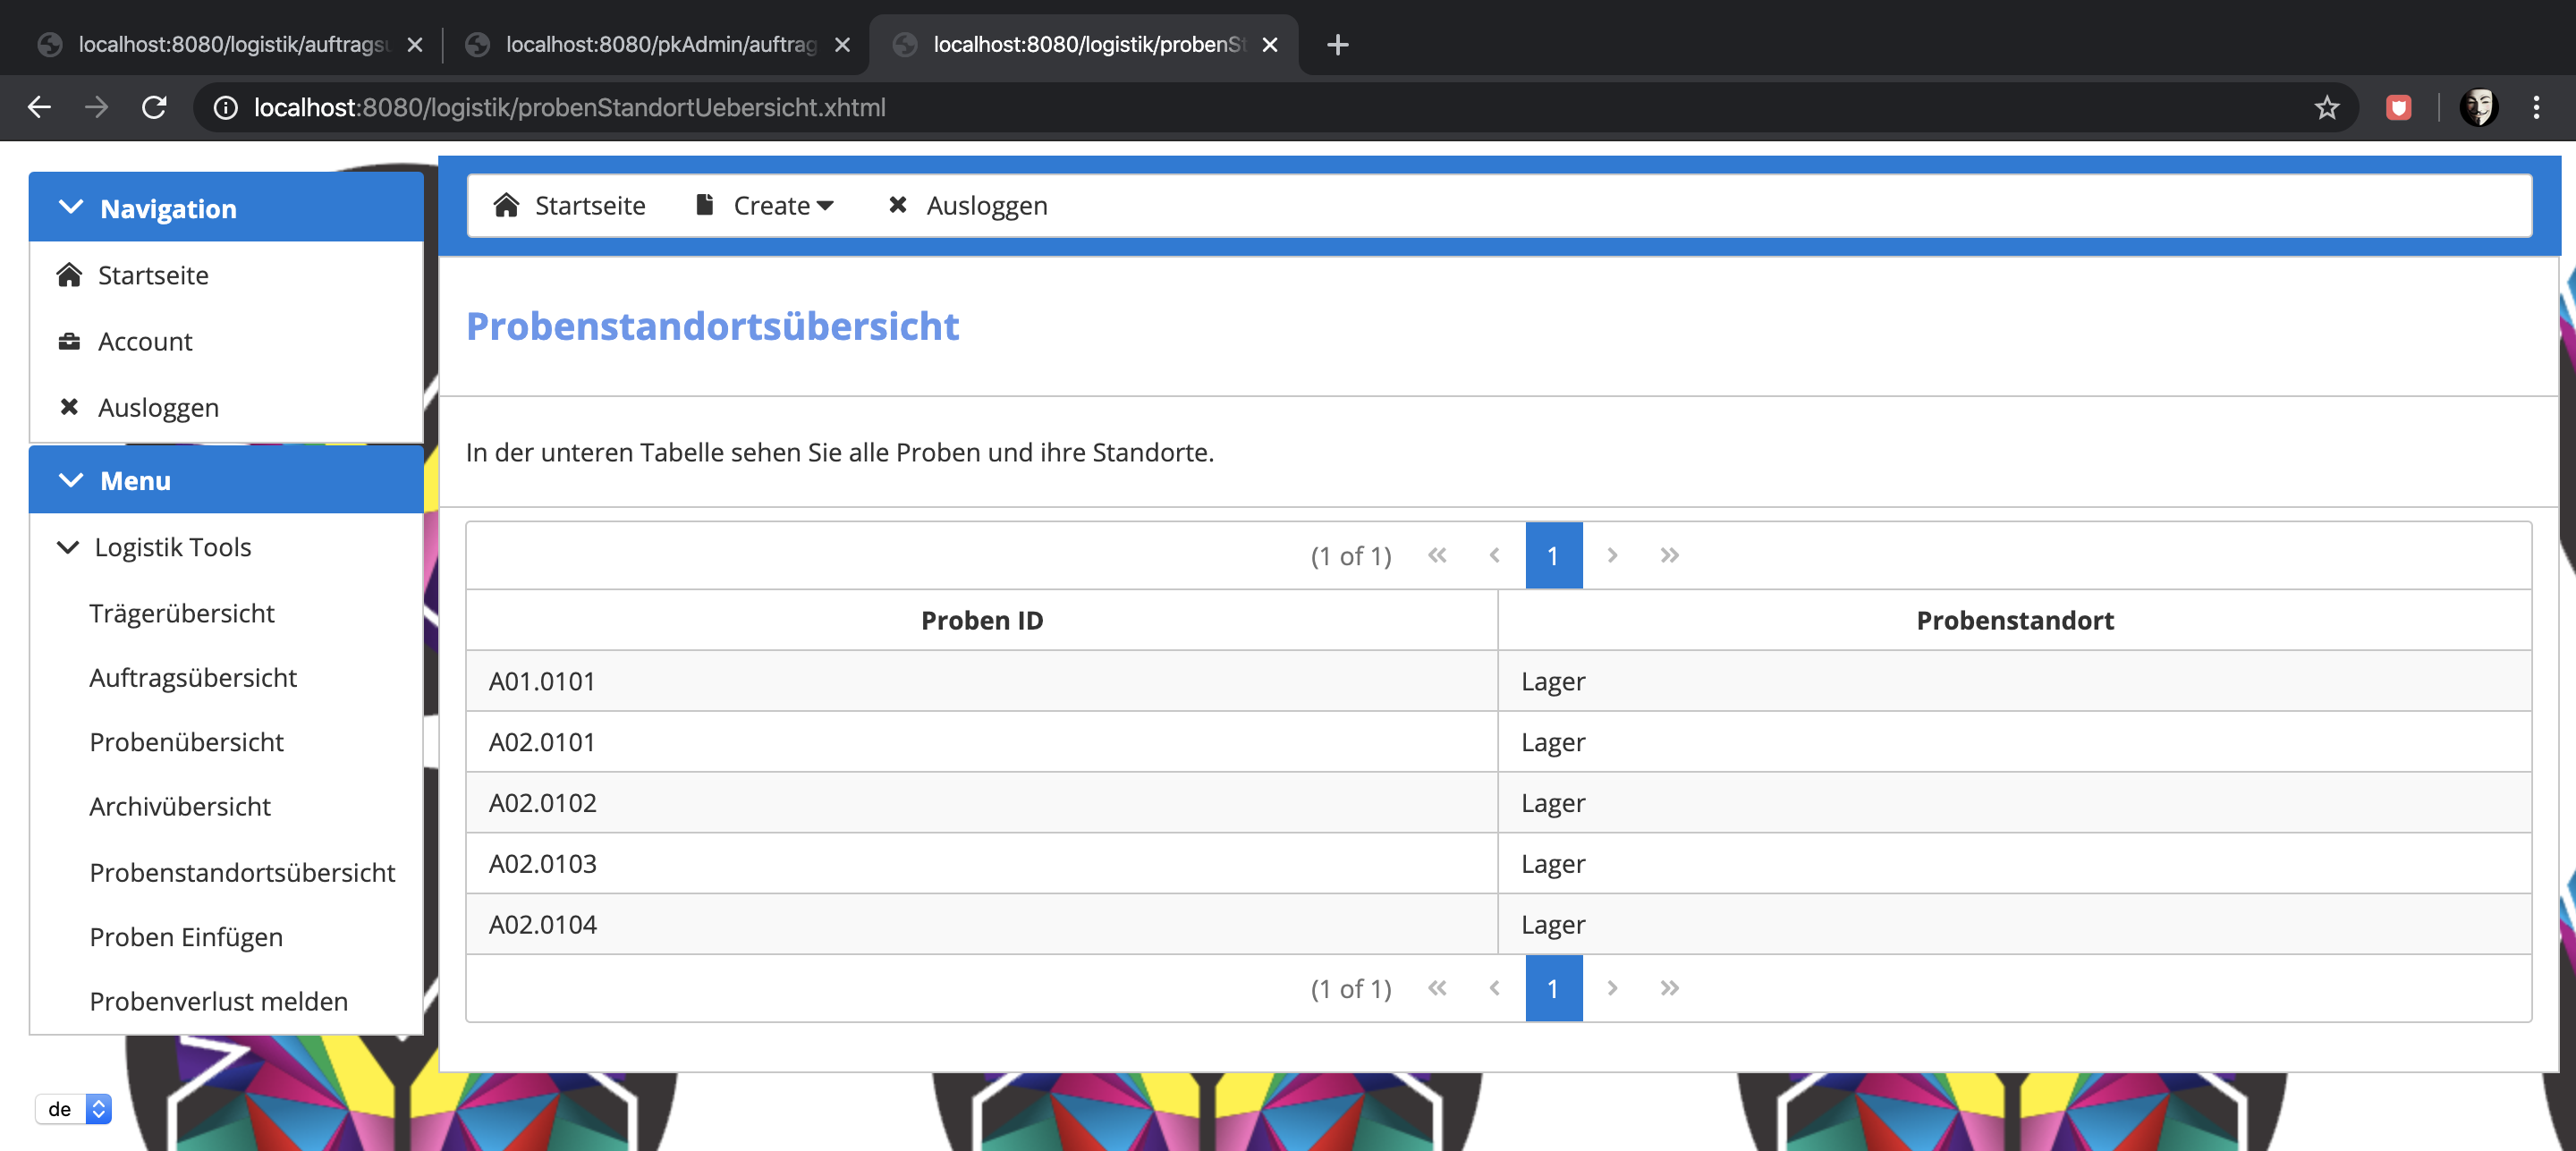 localhost:8080/logistik/auftragsu
localhost:8080/pkAdmin/auftrag
localhost:8080/logistik/probenSt
localhost:8080/logistik/probenStandortUebersicht.xhtml
Navigation
Startseite
Account
Ausloggen
Menu
Logistik Tools
Trägerübersicht
Auftragsübersicht
Probenübersicht
Archivübersicht
Probenstandortsübersicht
Proben Einfügen
Probenverlust melden
de
Startseite Create Ausloggen
Probenstandortsübersicht
In der unteren Tabelle sehen Sie alle Proben und ihre Standorte.
(1 of 1) 1
Proben ID Probenstandort
A01.0101 Lager
A02.0101 Lager
A02.0102 Lager
A02.0103 Lager
A02.0104 Lager
(1 of 1) 1